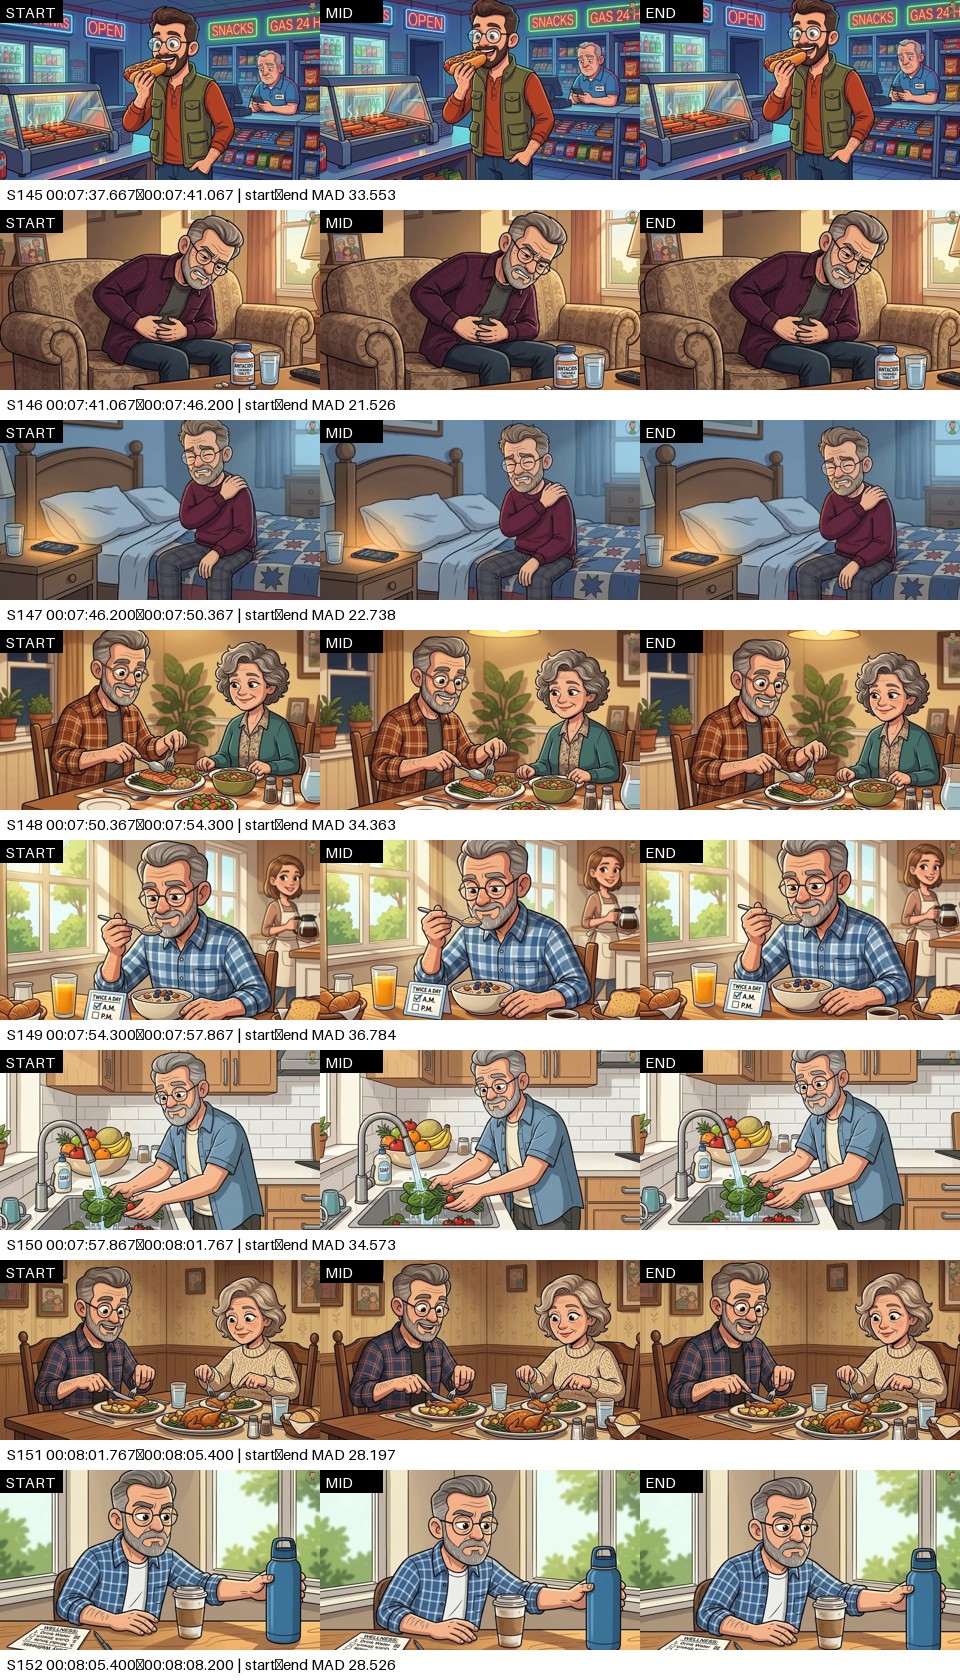 START MID END
OPEN SNACKS GAS 24 H OPEN SNACKS GAS 24 H OPEN SNACKS GAS 24 H
S145 00:07:37.667☒00:07:41.067 | start☒end MAD 33.553
START MID END
ANTACIDS ANTACIDS ANTACIDS
S146 00:07:41.067☒00:07:46.200 | start☒end MAD 21.526
START MID END
S147 00:07:46.200☒00:07:50.367 | start☒end MAD 22.738
START MID END
S148 00:07:50.367☒00:07:54.300 | start☒end MAD 34.363
START MID END
TWICE A DAY TWICE A DAY TWICE A DAY
A.M. A.M. A.M.
P.M. P.M. P.M.
S149 00:07:54.300☒00:07:57.867 | start☒end MAD 36.784
START MID END
SOAP SOAP SOAP
S150 00:07:57.867☒00:08:01.767 | start☒end MAD 34.573
START MID END
S151 00:08:01.767☒00:08:05.400 | start☒end MAD 28.197
START MID END
WELLNESS: WELLNESS: WELLNESS:
Drink Water Drink Water Drink Water
S152 00:08:05.400☒00:08:08.200 | start☒end MAD 28.526